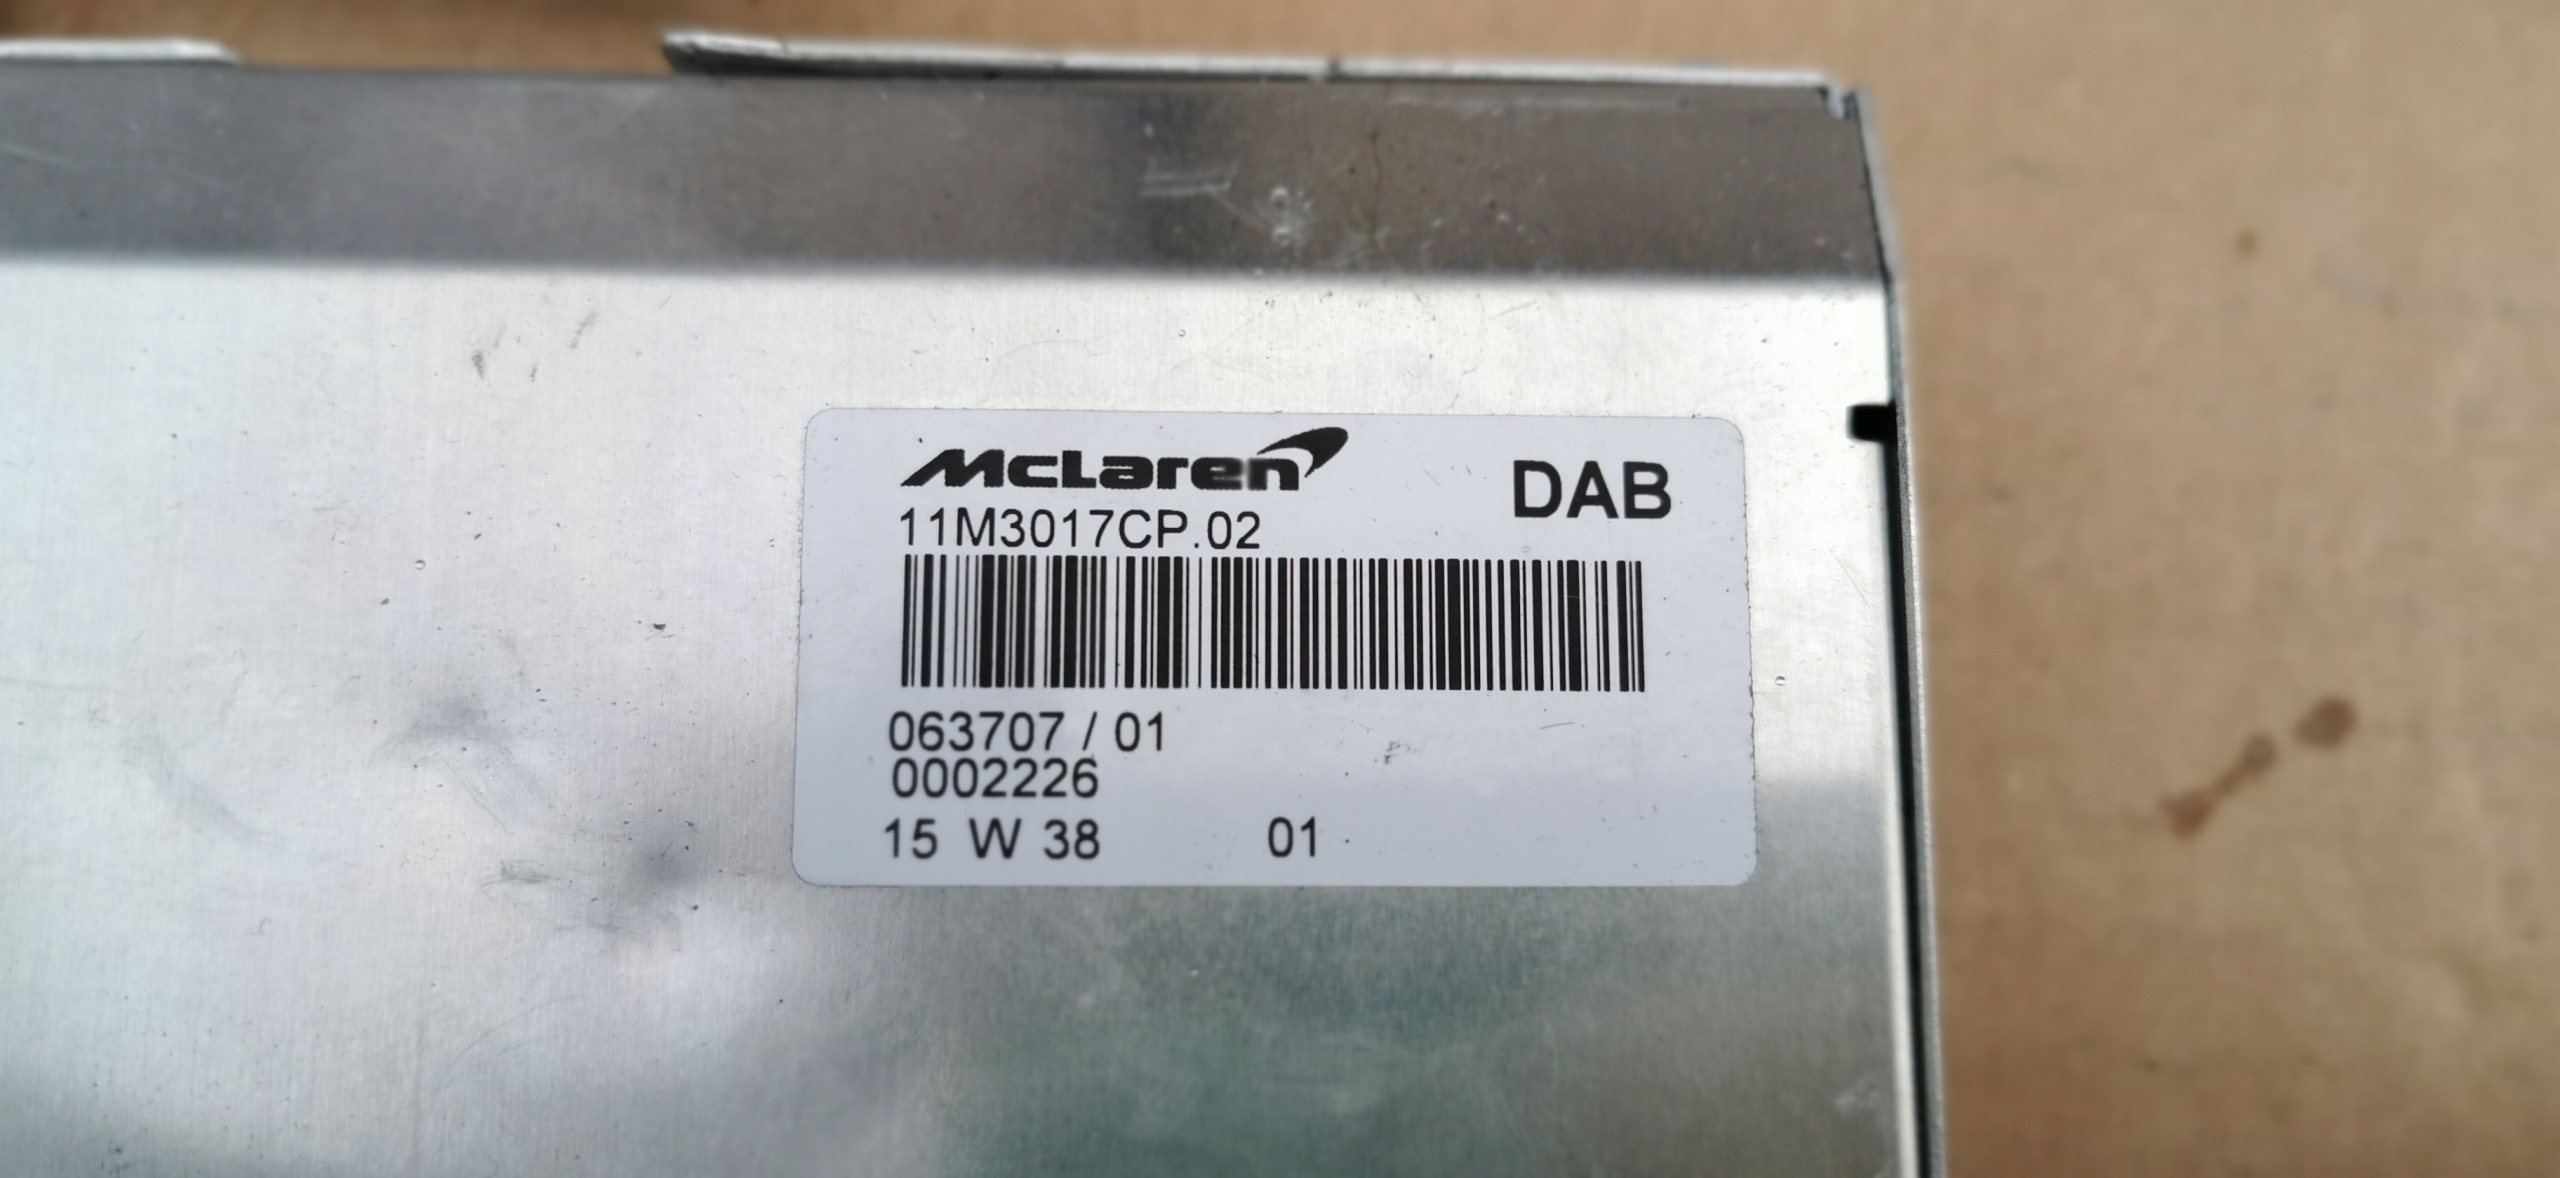 McLaren
DAB
11M3017CP.02
063707 / 01
0002226
15 W 38 01